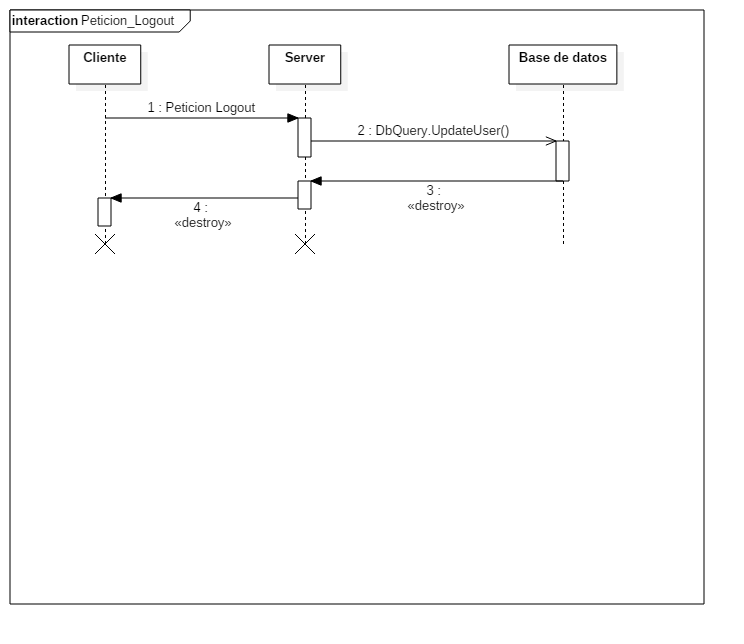 interaction Peticion_Logout
Cliente
Server
Base de datos
1 : Peticion Logout
2 : DbQuery.UpdateUser()
3 :
«destroy»
4 :
«destroy»